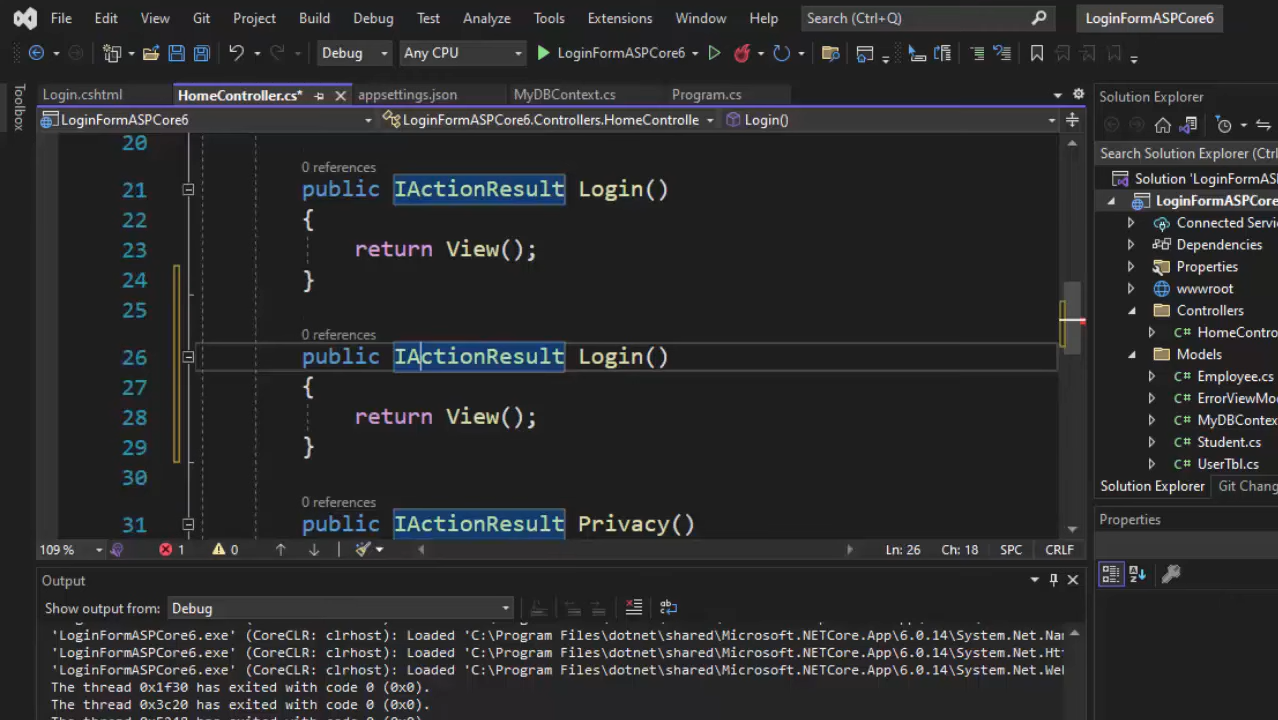 File Edit View Git Project Build Debug Test Analyze Tools Extensions Window Help Search (Ctrl+Q) LoginFormASPCore6
Debug Any CPU LoginFormASPCore6
Toolbox
Login.cshtml HomeController.cs* appsettings.json MyDBContext.cs Program.cs
LoginFormASPCore6 LoginFormASPCore6.Controllers.HomeControlle Login()
20
0 references
21 public IActionResult Login()
22 {
23 return View();
24 }
25
0 references
26 public IActionResult Login()
27 {
28 return View();
29 }
30
0 references
31 public IActionResult Privacy()
109 % 1 0 Ln: 26 Ch: 18 SPC CRLF
Output
Show output from: Debug
'LoginFormASPCore6.exe' (CoreCLR: clrhost): Loaded 'C:\Program Files\dotnet\shared\Microsoft.NETCore.App\6.0.14\System.Net.Na
'LoginFormASPCore6.exe' (CoreCLR: clrhost): Loaded 'C:\Program Files\dotnet\shared\Microsoft.NETCore.App\6.0.14\System.Net.Ht
'LoginFormASPCore6.exe' (CoreCLR: clrhost): Loaded 'C:\Program Files\dotnet\shared\Microsoft.NETCore.App\6.0.14\System.Net.We
The thread 0x1f30 has exited with code 0 (0x0).
The thread 0x3c20 has exited with code 0 (0x0).
Solution Explorer
Search Solution Explorer (Ctrl
Solution 'LoginFormAS
LoginFormASPCore
Connected Servi
Dependencies
Properties
wwwroot
Controllers
C# HomeContro
Models
C# Employee.cs
C# ErrorViewMo
C# MyDBContex
C# Student.cs
C# UserTbl.cs
Solution Explorer Git Chang
Properties